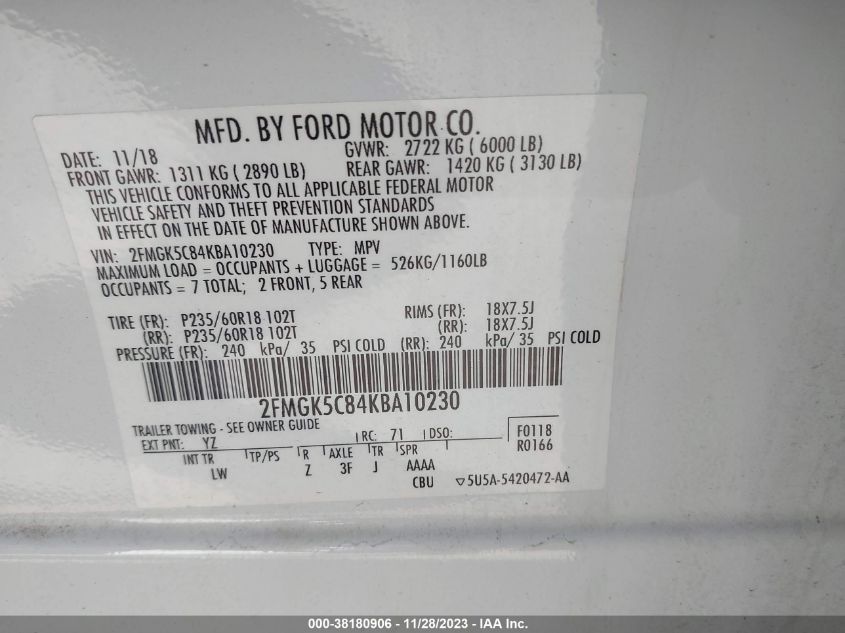 MFD. BY FORD MOTOR CO.
DATE: 11/18 GVWR: 2722 KG ( 6000 LB)
FRONT GAWR: 1311 KG ( 2890 LB) REAR GAWR: 1420 KG ( 3130 LB)
THIS VEHICLE CONFORMS TO ALL APPLICABLE FEDERAL MOTOR
VEHICLE SAFETY AND THEFT PREVENTION STANDARDS
IN EFFECT ON THE DATE OF MANUFACTURE SHOWN ABOVE.
VIN: 2FMGK5C84KBA10230 TYPE: MPV
MAXIMUM LOAD = OCCUPANTS + LUGGAGE = 526KG/1160LB
OCCUPANTS = 7 TOTAL; 2 FRONT, 5 REAR
TIRE (FR): P235/60R18 102T RIMS (FR): 18X7.5J
(RR): P235/60R18 102T (RR): 18X7.5J
PRESSURE (FR): 240 kPa/ 35 PSI COLD (RR): 240 kPa/ 35 PSI COLD
2FMGK5C84KBA10230
TRAILER TOWING - SEE OWNER GUIDE
EXT PNT: YZ RC: 71 DSO: F0118
INT TR TP/PS R AXLE TR SPR R0166
LW Z 3F J AAAA
CBU ▽5U5A-5420472-AA
000-38180906 - 11/28/2023 - IAA Inc.